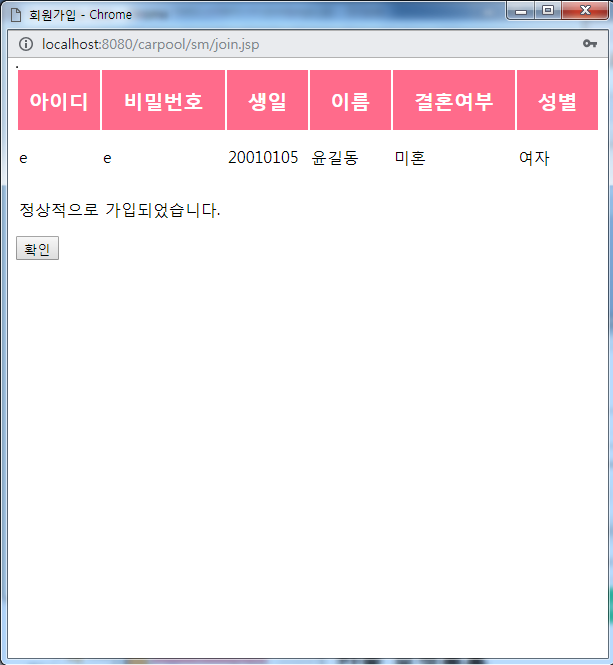 회원가입 - Chrome
localhost:8080/carpool/sm/join.jsp
.
아이디 비밀번호 생일 이름 결혼여부 성별
e e 20010105 윤길동 미혼 여자
정상적으로 가입되었습니다.
확인